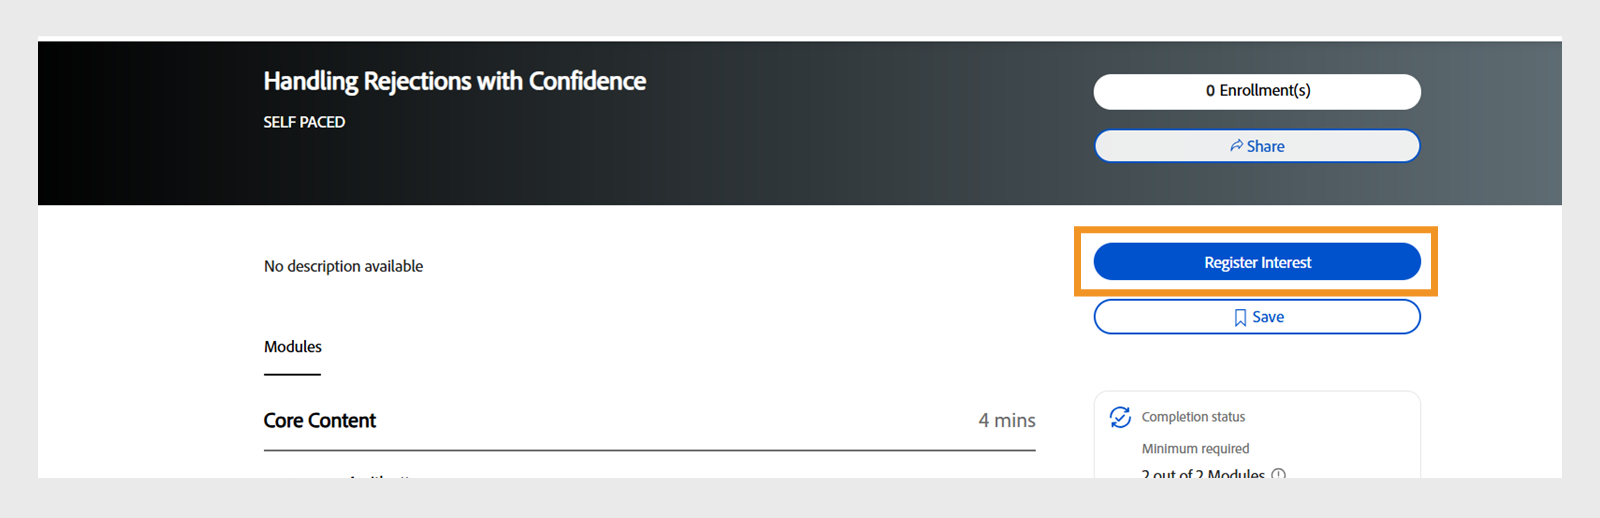 Handling Rejections with Confidence
SELF PACED
0 Enrollment(s)
Share
Register Interest
No description available
Save
Modules
Core Content
4 mins
Completion status
Minimum required
2 out of 2 Modules